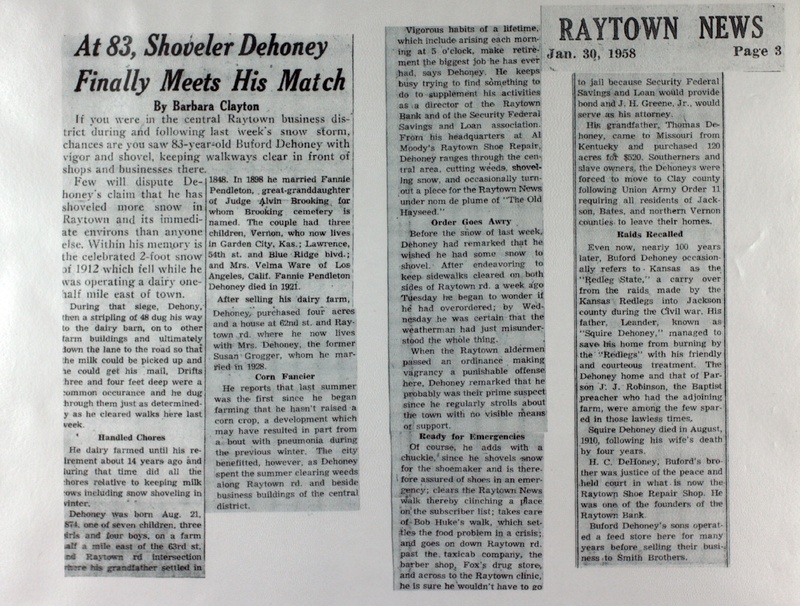 At 83, Shoveler Dehoney
Finally Meets His Match
By Barbara Clayton
If you were in the central Raytown business dis-
trict during and following last week's snow storm,
chances are you saw 83-year-old Buford Dehoney with
vigor and shovel, keeping walkways clear in front of
shops and businesses there.
Few will dispute De-
honey's claim that he has
shoveled more snow in
Raytown and its immedi-
ate environs than anyone
else. Within his memory is
the celebrated 2-foot snow
of 1912 which fell while he
was operating a dairy one-
half mile east of town.
During that siege, Dehony,
then a stripling of 48 dug his way
to the dairy barn, on to other
farm buildings and ultimately
down the lane to the road so that
the milk could be picked up and
he could get his mail. Drifts
three and four feet deep were a
common occurance and he dug
through them just as determined-
ly as he cleared walks here last
week.
Handled Chores
He dairy farmed until his re-
tirement about 14 years ago and
during that time did all the
chores relative to keeping milk
cows including snow shoveling in
winter.
Dehoney was born Aug. 21,
1874, one of seven children, three
girls and four boys, on a farm
half a mile east of the 63rd st.
and Raytown rd intersection
where his grandfather settled in
1848. In 1898 he married Fannie
Pendleton, great-granddaughter
of Judge Alvin Brooking for
whom Brooking cemetery is
named. The couple had three
children, Vernon, who now lives
in Garden City, Kas.; Lawrence,
54th st. and Blue Ridge blvd.;
and Mrs. Velma Ware of Los
Angeles, Calif. Fannie Pendleton
Dehoney died in 1921.
After selling his dairy farm,
Dehoney, purchased four acres
and a house at 62nd st. and Ray-
town rd. where he now lives
with Mrs. Dehoney, the former
Susan Grogger, whom he mar-
ried in 1928.
Corn Fancier
He reports that last summer
was the first since he began
farming that he hasn't raised a
corn crop, a development which
may have resulted in part from
a bout with pneumonia during
the previous winter. The city
benefitted, however, as Dehoney
spent the summer clearing weeds
along Raytown rd. and beside
business buildings of the central
district.
Vigorous habits of a lifetime,
which include arising each morn-
ing at 5 o'clock, make retire-
ment the biggest job he has ever
had, says Dehoney. He keeps
busy trying to find something to
do to supplement his activities
as a director of the Raytown
Bank and of the Security Federal
Savings and Loan association.
From his headquarters at Al
Moody's Raytown Shoe Repair,
Dehoney ranges through the cen-
tral area, cutting weeds, shovel-
ing snow, and occasionally turn-
out a piece for the Raytown News
under nom de plume of "The Old
Hayseed."
Order Goes Awry
Before the snow of last week,
Dehoney had remarked that he
wished he had some snow to
shovel. After endeavoring to
keep sidewalks cleared on both
sides of Raytown rd. a week ago
Tuesday he began to wonder if
he had overordered; by Wed-
nesday he was certain that the
weatherman had just misunder-
stood the whole thing.
When the Raytown aldermen
passed an ordinance making
vagrancy a punishable offense
here, Dehoney remarked that he
probably was their prime suspect
since he regularly strolls about
the town with no visible means
of support.
Ready for Emergencies
Of course, he adds with a
chuckle, since he shovels snow
for the shoemaker and is there-
fore assured of shoes in an emer-
gency; clears the Raytown News
walk thereby clinching a place
on the subscriber list; takes care
of Bob Huke's walk, which set-
ties the food problem in a crisis;
and goes on down Raytown rd.
past the taxicab company, the
barber shop, Fox's drug store,
and across to the Raytown clinic,
he is sure he wouldn't have to go
RAYTOWN NEWS
Jan. 30, 1958 Page 3
to jail because Security Federal
Savings and Loan would provide
bond and J. H. Greene, Jr., would
serve as his attorney.
His grandfather, Thomas De-
honey, came to Missouri from
Kentucky and purchased 120
acres for $520. Southerners and
slave owners, the Dehoneys were
forced to move to Clay county
following Union Army Order 11
requiring all residents of Jack-
son, Bates, and northern Vernon
counties to leave their homes.
Raids Recalled
Even now, nearly 100 years
later, Buford Dehoney occasion-
ally refers to Kansas as the
"Redleg State," a carry over
from the raids made by the
Kansas Redlegs into Jackson
county during the Civil war. His
father, Leander, known as
"Squire Dehoney," managed to
save his home from burning by
the "Redlegs" with his friendly
and courteous treatment. The
Dehoney home and that of Par-
son J. J. Robinson, the Baptist
preacher who had the adjoining
farm, were among the few spar-
ed in those lawless times.
Squire Dehoney died in August,
1910, following his wife's death
by four years.
H. C. DeHoney, Buford's bro-
ther was justice of the peace and
held court in what is now the
Raytown Shoe Repair Shop. He
was one of the founders of the
Raytown Bank.
Buford Dehoney's sons operat-
ed a feed store here for many
years before selling their busi-
ness to Smith Brothers.